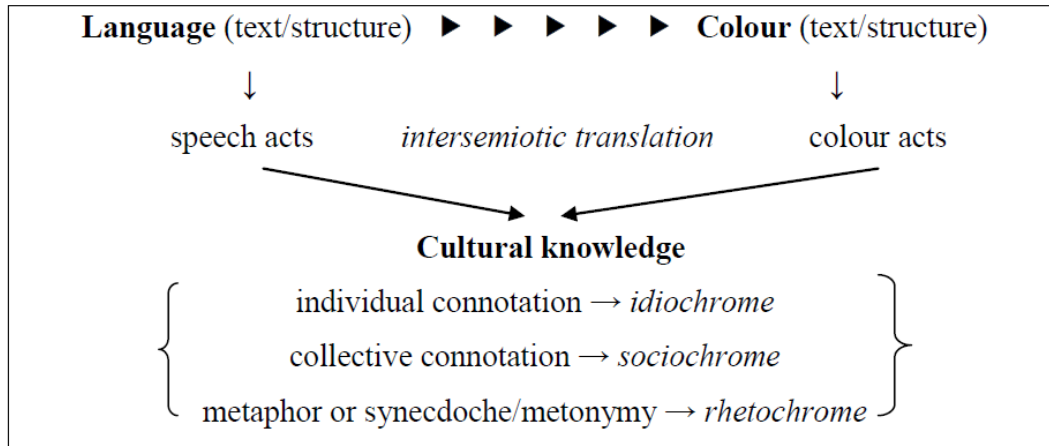 Language (text/structure) ▶ ▶ ▶ ▶ ▶ Colour (text/structure)
↓ ↓
speech acts intersemiotic translation colour acts
Cultural knowledge
individual connotation → idiochrome
collective connotation → sociochrome
metaphor or synecdoche/metonymy → rhetochrome